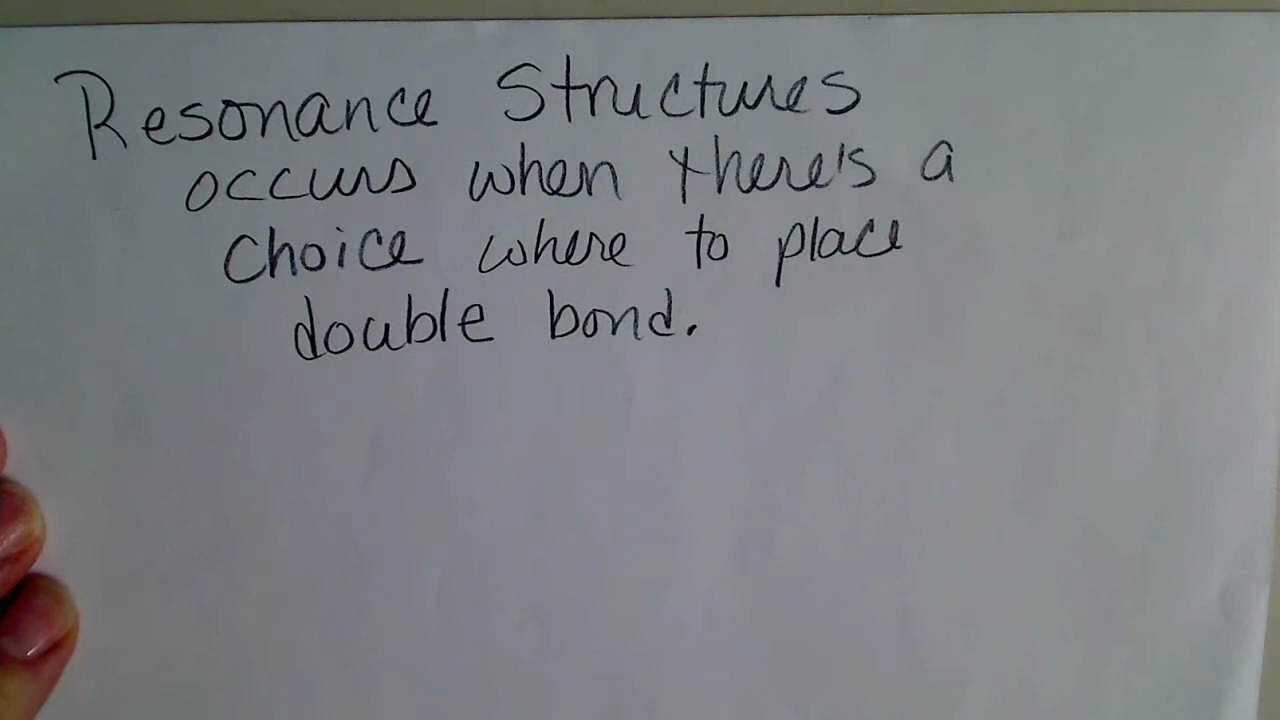 Resonance Structures
occurs when there's a
choice where to place
double bond.